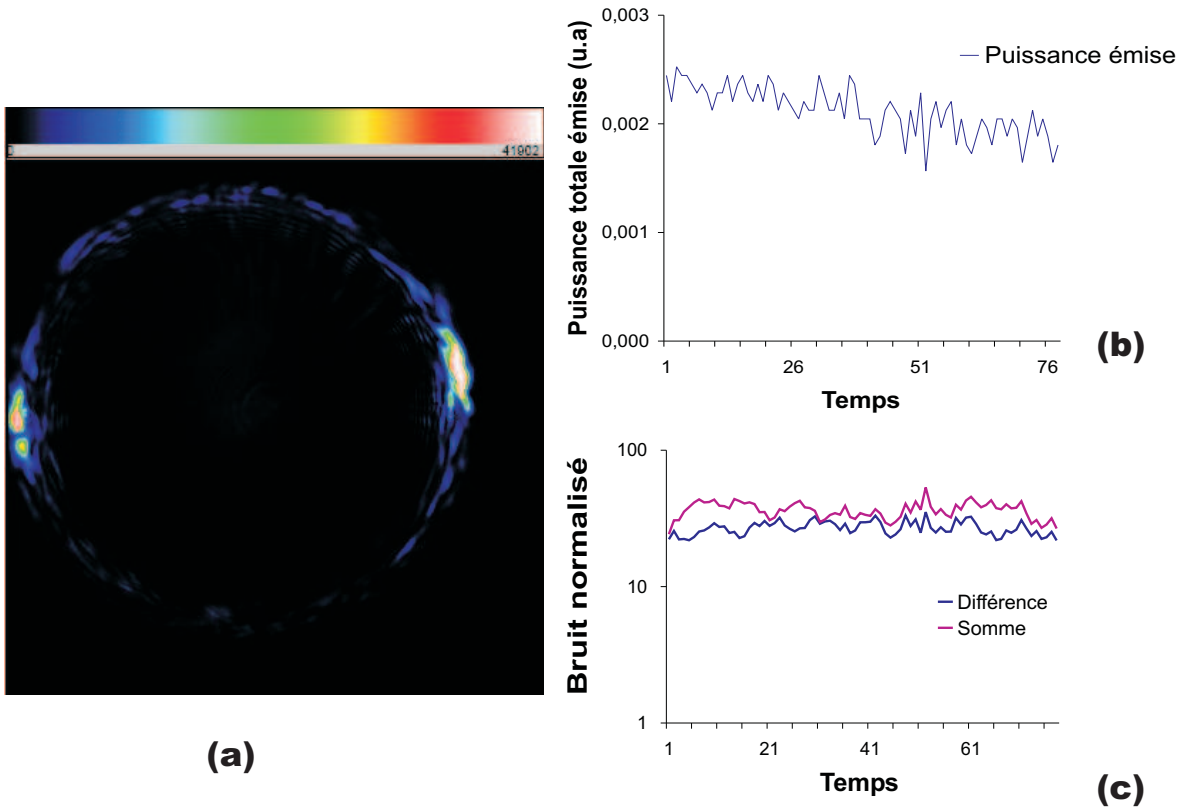 41902
(a)
Puissance totale émise (u.a)
0,003
0,002
0,001
0,000
Puissance émise
1 26 51 76
Temps
(b)
Bruit normalisé
100
10
1
Différence
Somme
1 21 41 61
Temps
(c)